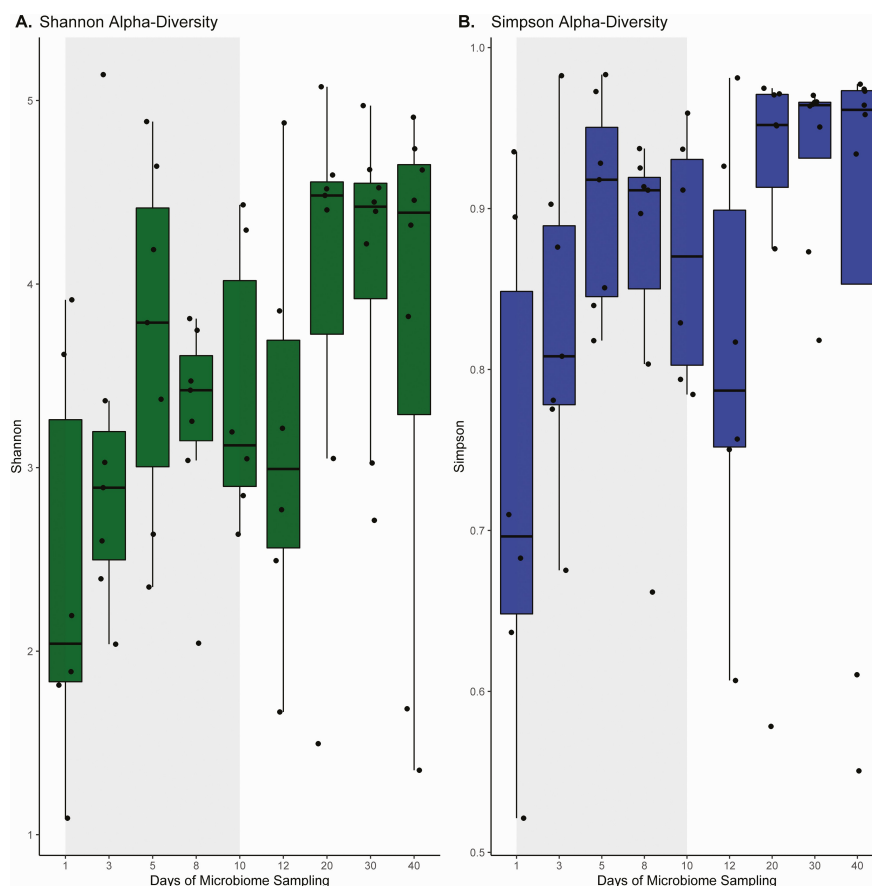 A. Shannon Alpha-Diversity
Shannon
5
4
3
2
1
1 3 5 8 10 12 20 30 40
Days of Microbiome Sampling
B. Simpson Alpha-Diversity
Simpson
1.0
0.9
0.8
0.7
0.6
0.5
1 3 5 8 10 12 20 30 40
Days of Microbiome Sampling